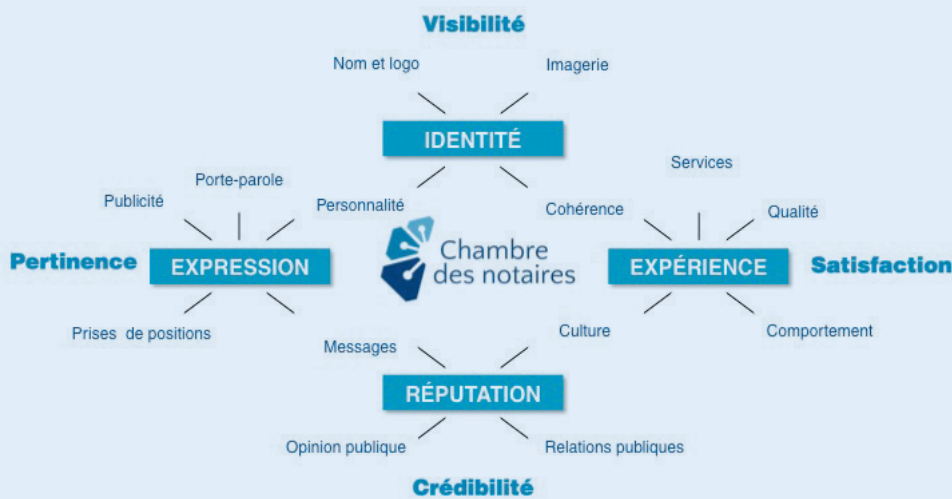 Visibilité
Nom et logo
Imagerie
IDENTITÉ
Services
Porte-parole
Publicité
Personnalité
Cohérence
Qualité
Chambre
des notaires
Pertinence
EXPRESSION
EXPÉRIENCE
Satisfaction
Prises de positions
Messages
Culture
Comportement
RÉPUTATION
Opinion publique
Relations publiques
Crédibilité